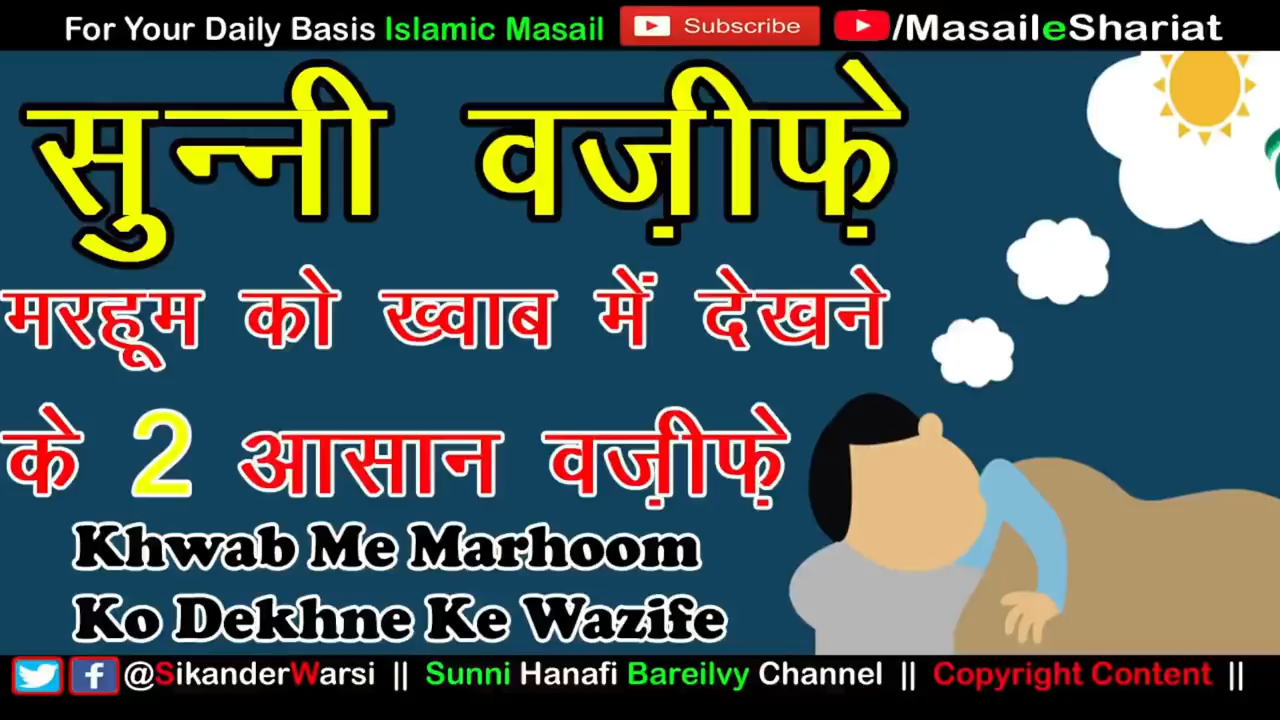 For Your Daily Basis Islamic Masail Subscribe /MasaileShariat
सुन्नी वज़ीफ़े
मरहूम को ख्वाब में देखने
के 2 आसान वज़ीफ़े
Khwab Me Marhoom
Ko Dekhne Ke Wazife
@SikanderWarsi || Sunni Hanafi Bareilvy Channel || Copyright Content ||